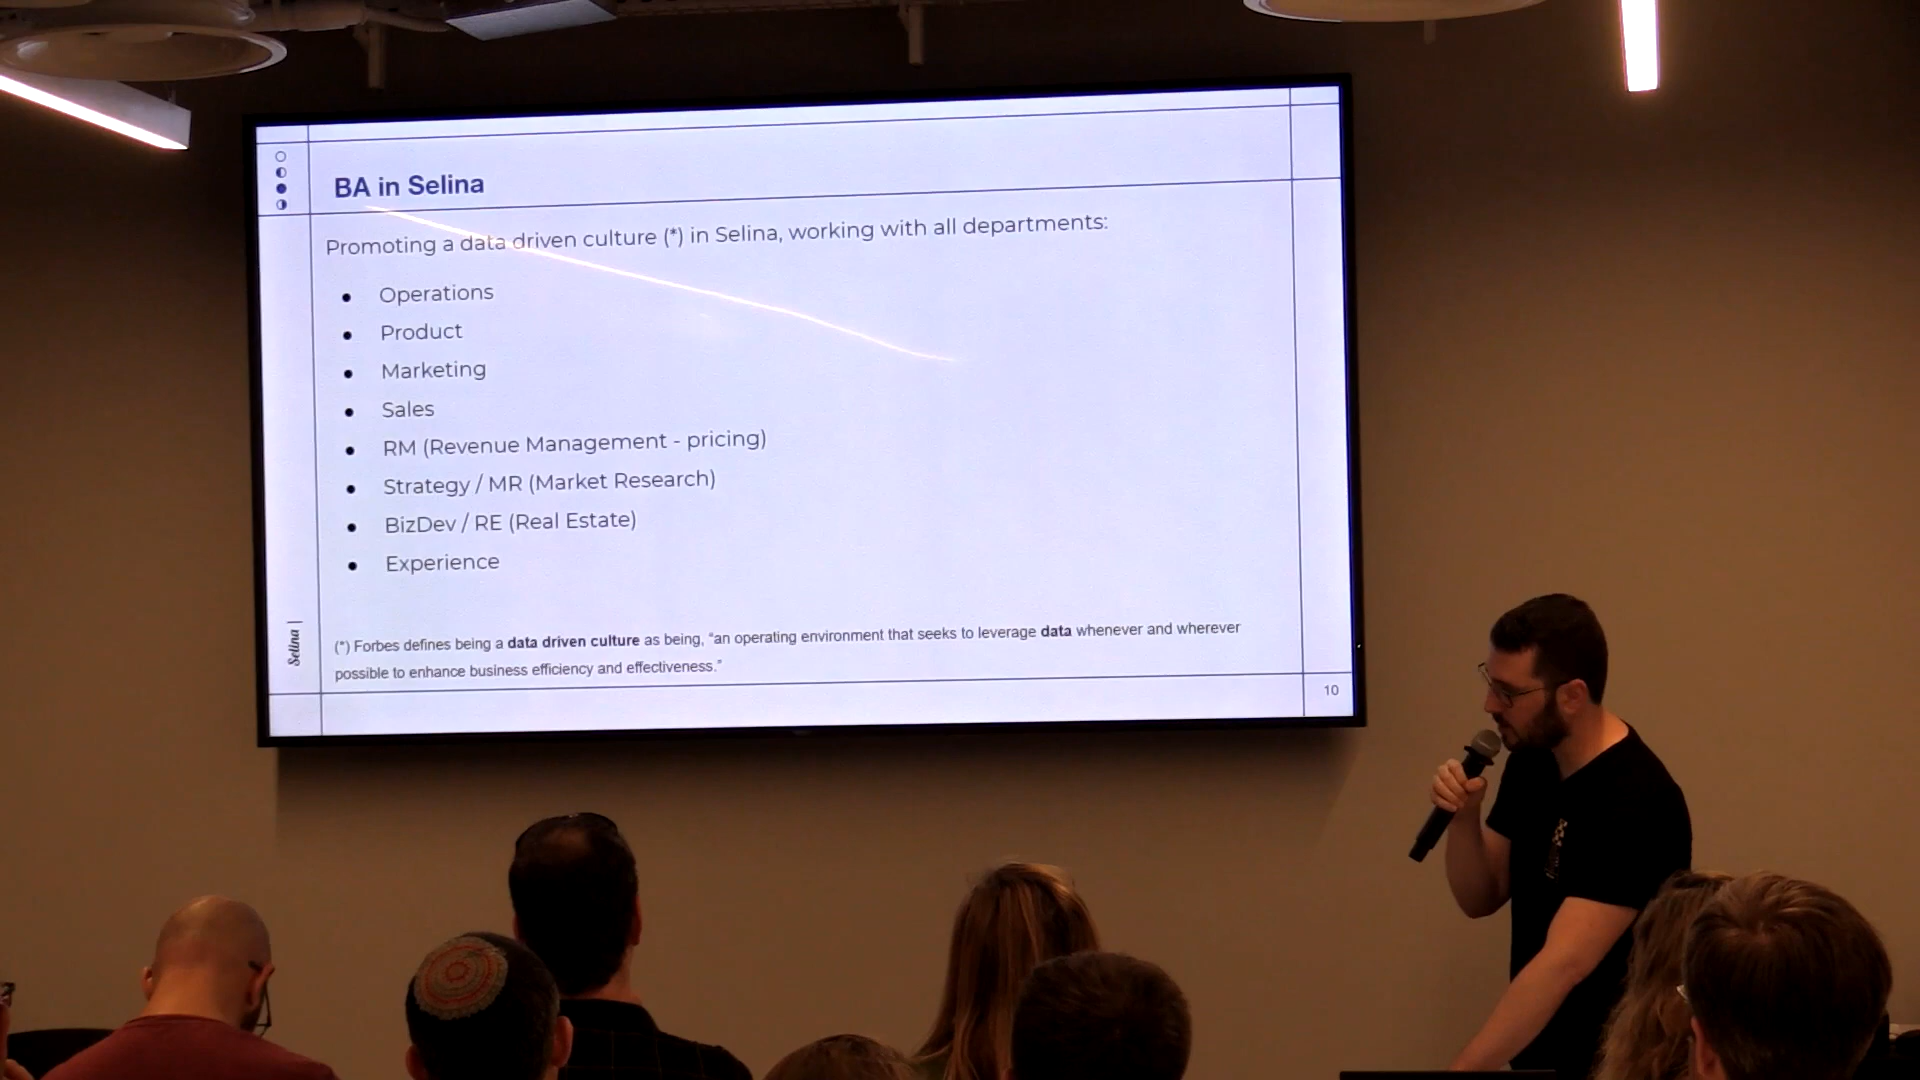 BA in Selina
Promoting a data driven culture (*) in Selina, working with all departments:
● Operations
● Product
● Marketing
● Sales
● RM (Revenue Management - pricing)
● Strategy / MR (Market Research)
● BizDev / RE (Real Estate)
● Experience
(*) Forbes defines being a data driven culture as being, “an operating environment that seeks to leverage data whenever and wherever
possible to enhance business efficiency and effectiveness.”
Selina |
10